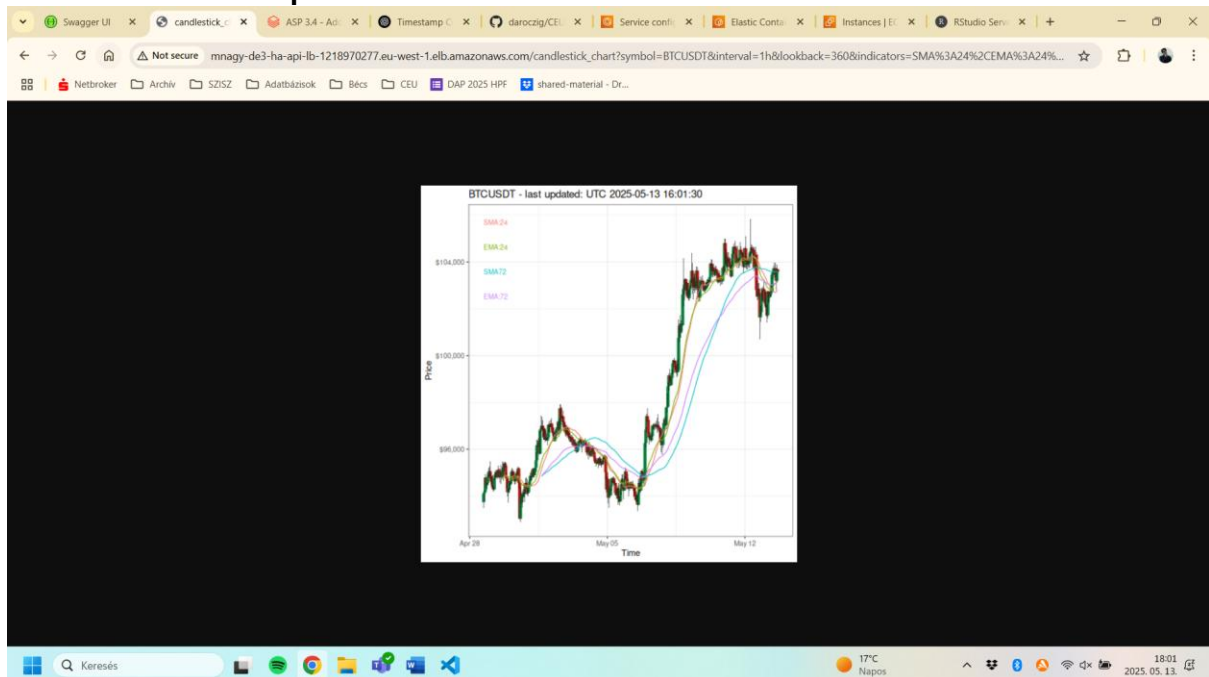 Swagger UI
candlestick_c
ASP 3.4 - Ad
Timestamp C
daroczig/CEU
Service confi
Elastic Contai
Instances | EC
RStudio Serv
Not secure
mnagy-de3-ha-api-lb-1218970277.eu-west-1.elb.amazonaws.com/candlestick_chart?symbol=BTCUSDT&interval=1h&lookback=360&indicators=SMA%3A24%2CEMA%3A24%...
Netbroker
Archív
SZISZ
Adatbázisok
Bécs
CEU
DAP 2025 HPF
shared-material - Dr...
BTCUSDT - last updated: UTC 2025-05-13 16:01:30
SMA:24
EMA:24
SMA:72
EMA:72
$104,000
$100,000
$96,000
Price
Apr 28
May 05
May 12
Time
Keresés
17°C
Napos
18:01
2025. 05. 13.